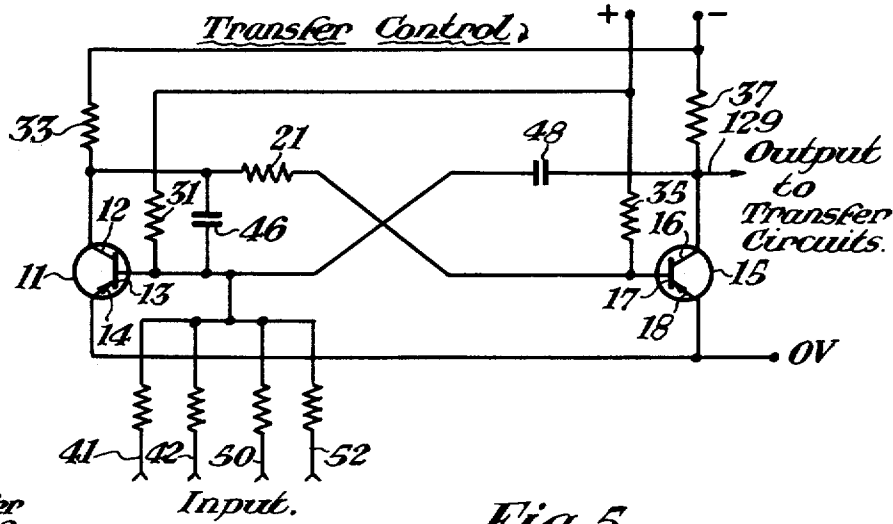 Transfer Control
+ −
33
21
48
37
129
Output
to
Transfer
Circuits.
12
31
46
35
16
11
13
14
17
15
18
0V
41 42 50 52
Input.
Fig. 5